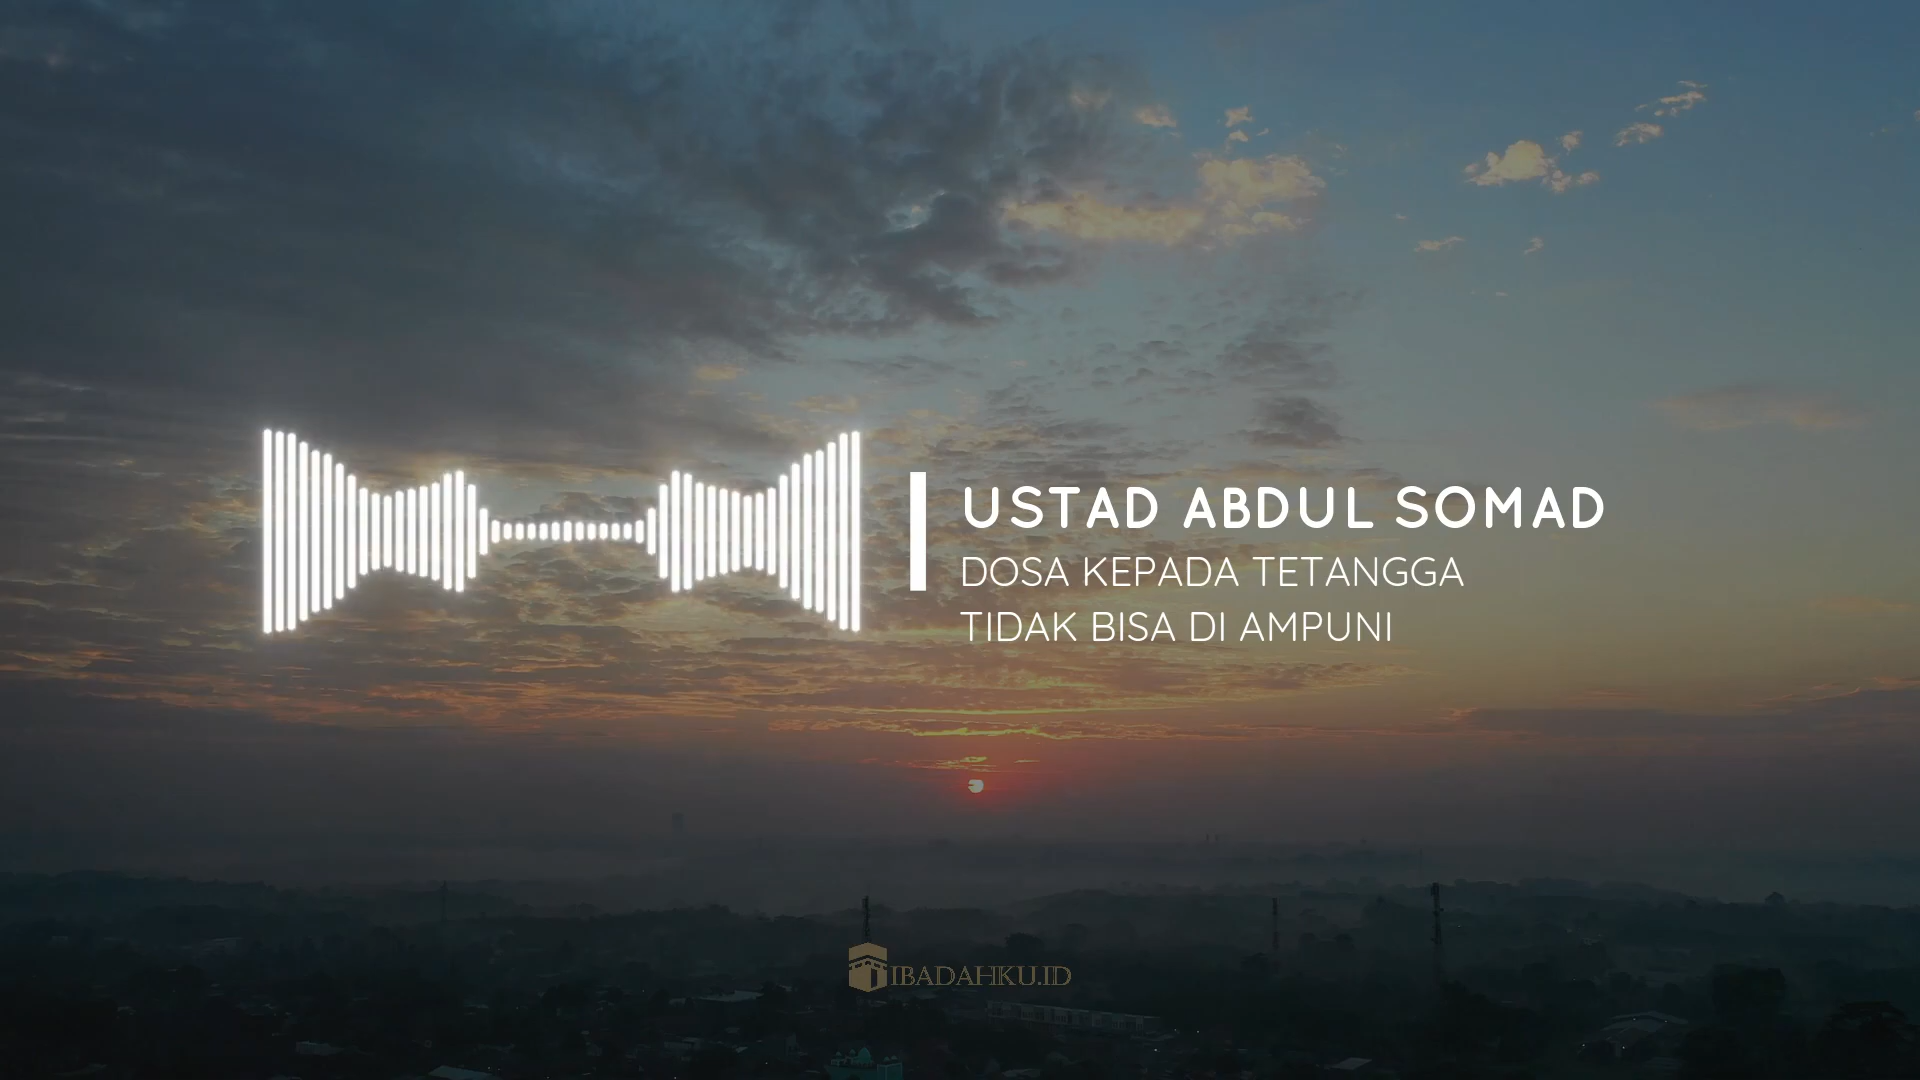 USTAD ABDUL SOMAD
DOSA KEPADA TETANGGA
TIDAK BISA DI AMPUNI
IBADAHKU.ID